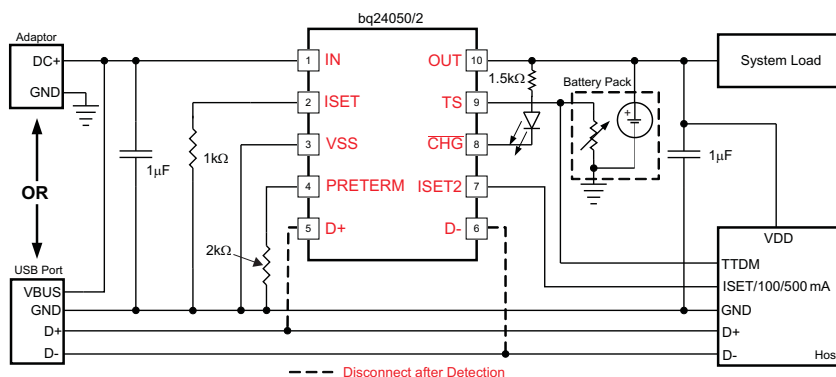 bq24050/2
Adaptor
DC+
GND
OR
USB Port
VBUS
GND
D+
D-
1μF
1kΩ
2kΩ
1 IN
2 ISET
3 VSS
4 PRETERM
5 D+
OUT 10
TS 9
CHG 8
ISET2 7
D- 6
1.5kΩ
Battery Pack
+
System Load
1μF
VDD
TTDM
ISET/100/500 mA
GND
D+
D-
Hos
Disconnect after Detection